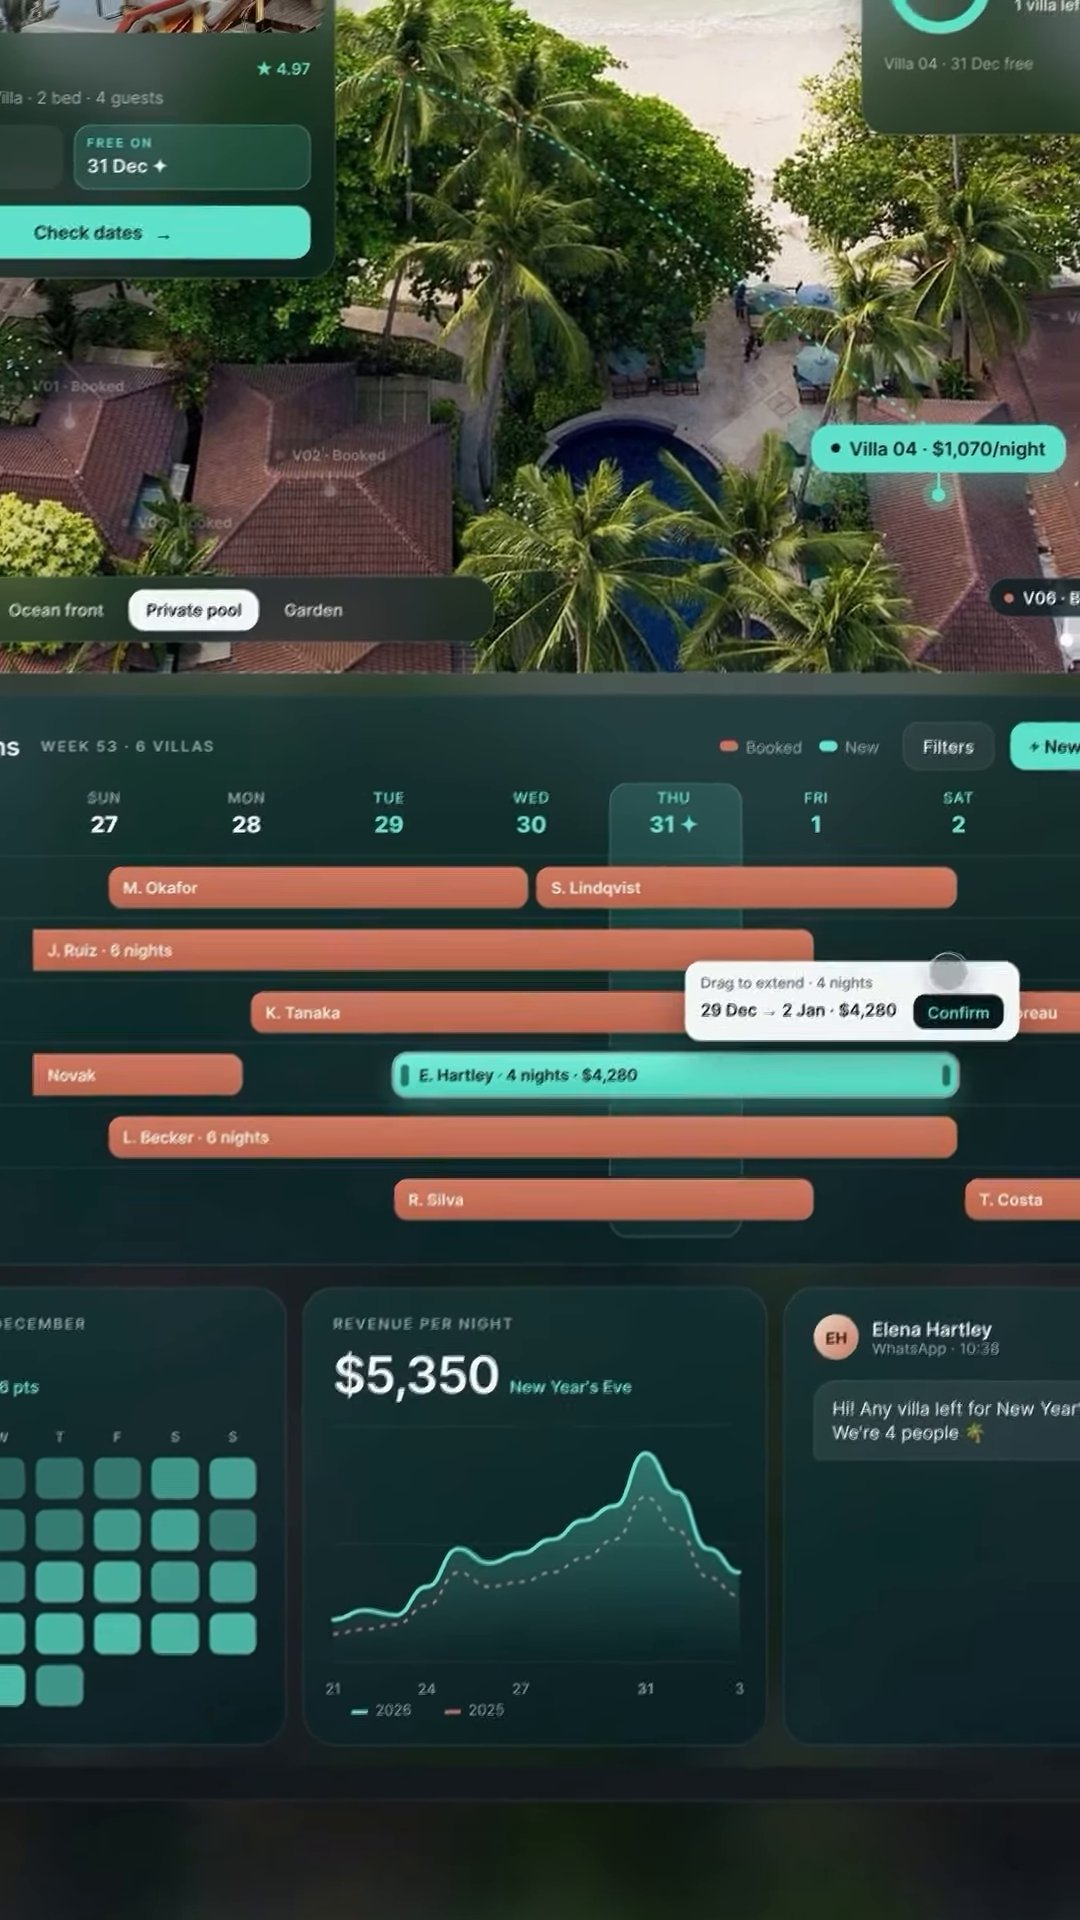 1 villa lef
★ 4.97
Villa 04 · 31 Dec free
illa · 2 bed · 4 guests
FREE ON
31 Dec ✦
Check dates →
V01 · Booked
Villa 04 · $1,070/night
V02 · Booked
Booked
V06 · B
Ocean front
Private pool
Garden
ns
WEEK 53 · 6 VILLAS
Booked
New
Filters
+ New
SUN MON TUE WED THU FRI SAT
27 28 29 30 31 ✦ 1 2
M. Okafor
S. Lindqvist
J. Ruiz · 6 nights
Drag to extend · 4 nights
29 Dec → 2 Jan · $4,280
Confirm
K. Tanaka
reau
Novak
E. Hartley · 4 nights · $4,280
L. Becker · 6 nights
R. Silva
T. Costa
ECEMBER
6 pts
W T F S S
REVENUE PER NIGHT
$5,350 New Year's Eve
21 24 27 31 3
2026 2025
EH
Elena Hartley
WhatsApp · 10:38
Hi! Any villa left for New Year'
We're 4 people 🌴